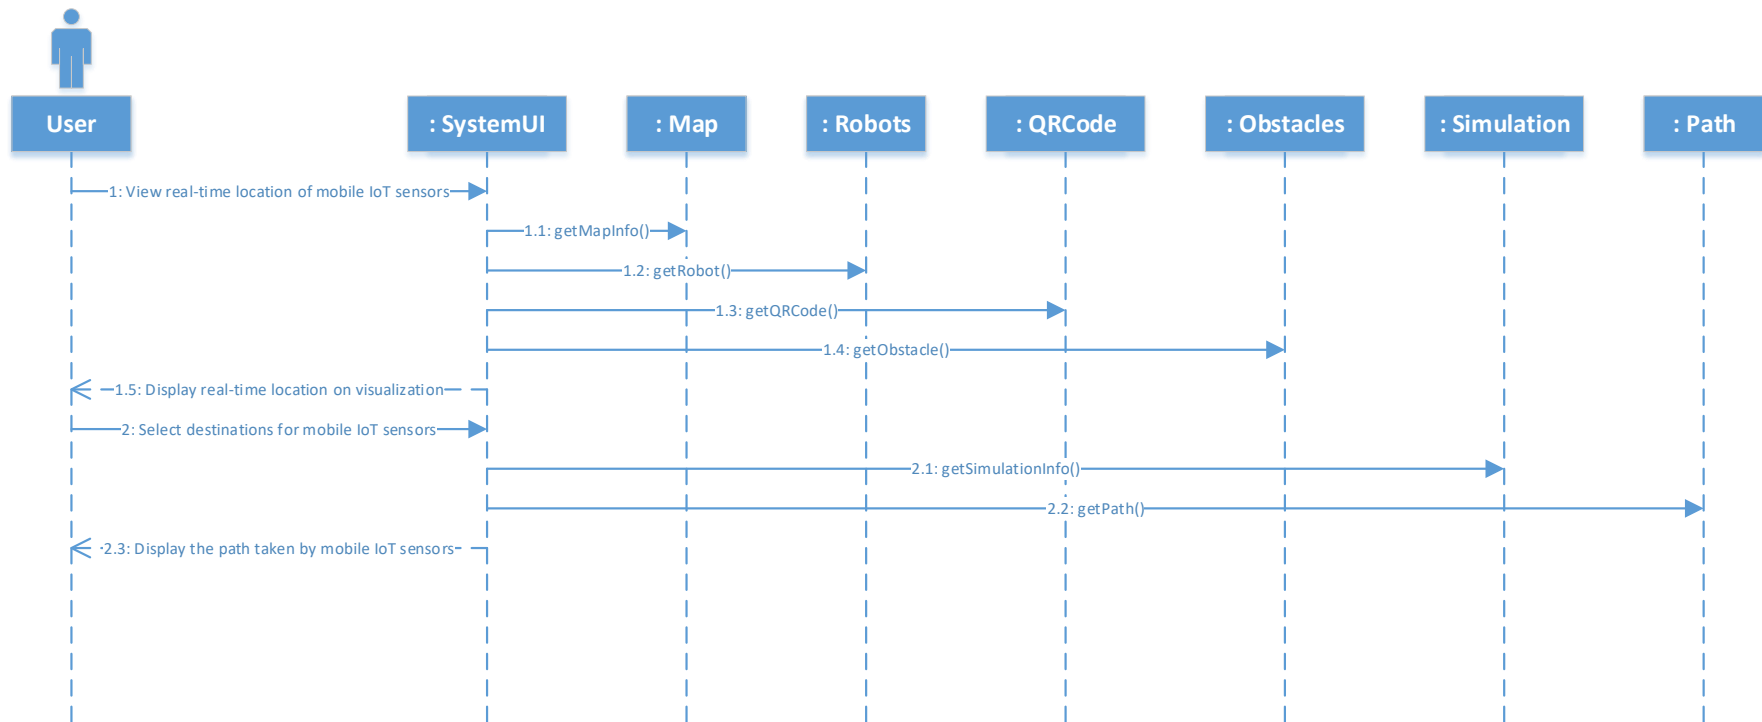 User
: SystemUI
: Map
: Robots
: QRCode
: Obstacles
: Simulation
: Path
1: View real-time location of mobile IoT sensors
1.1: getMapInfo()
1.2: getRobot()
1.3: getQRCode()
1.4: getObstacle()
1.5: Display real-time location on visualization
2: Select destinations for mobile IoT sensors
2.1: getSimulationInfo()
2.2: getPath()
2.3: Display the path taken by mobile IoT sensors